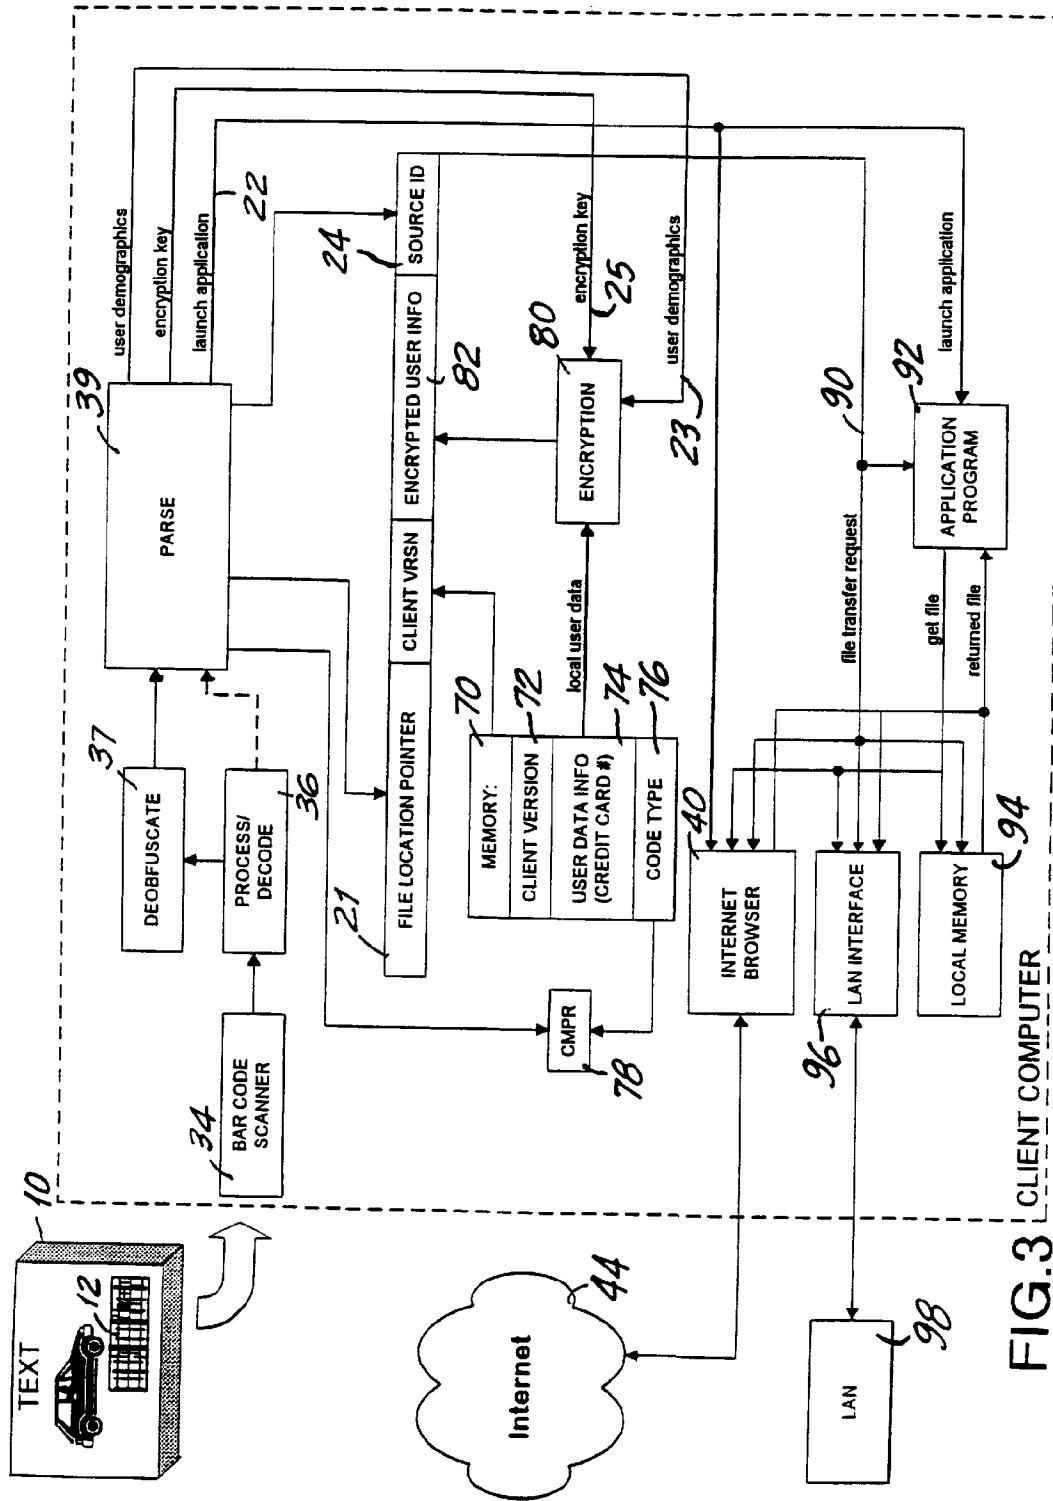 TEXT
10
12
34
BAR CODE
SCANNER
PROCESS/
DECODE
36
DEOBFUSCATE
37
PARSE
39
user demographics
encryption key
launch application
22
21
FILE LOCATION POINTER
CLIENT VRSN
ENCRYPTED USER INFO
82
24
SOURCE ID
CMPR
78
MEMORY:
70
CLIENT VERSION
72
USER DATA INFO
(CREDIT CARD #)
74
CODE TYPE
76
local user data
ENCRYPTION
80
encryption key
25
user demographics
23
Internet
44
INTERNET
BROWSER
40
LAN
98
LAN INTERFACE
96
LOCAL MEMORY
94
file transfer request
90
get file
returned file
APPLICATION
PROGRAM
92
launch application
FIG.3
CLIENT COMPUTER